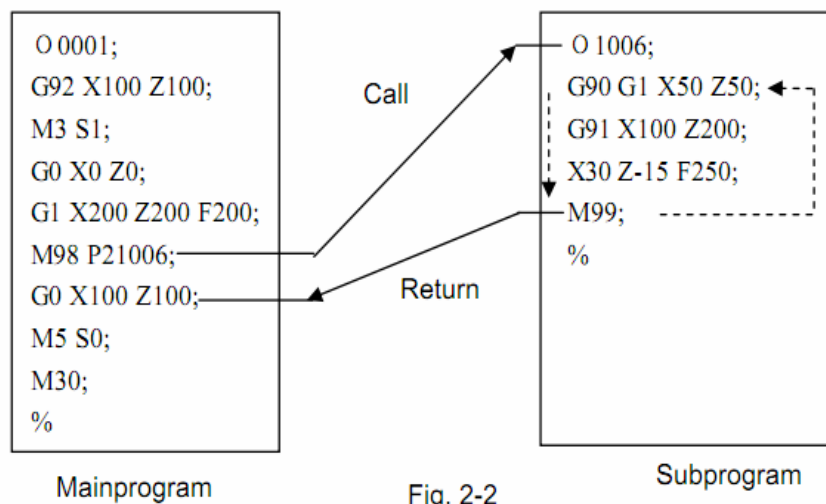 O 0001;
G92 X100 Z100;
M3 S1;
G0 X0 Z0;
G1 X200 Z200 F200;
M98 P21006;
G0 X100 Z100;
M5 S0;
M30;
%
Mainprogram
Call
Return
Fig. 2-2
O 1006;
G90 G1 X50 Z50;
G91 X100 Z200;
X30 Z-15 F250;
M99;
%
Subprogram